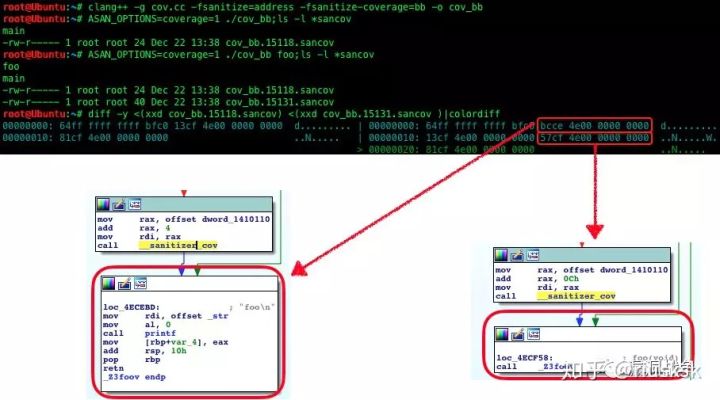 root@Ubuntu:~# clang++ -g cov.cc -fsanitize=address -fsanitize-coverage=bb -o cov_bb
root@Ubuntu:~# ASAN_OPTIONS=coverage=1 ./cov_bb;ls -l *sancov
main
-rw-r----- 1 root root 24 Dec 22 13:38 cov_bb.15118.sancov
root@Ubuntu:~# ASAN_OPTIONS=coverage=1 ./cov_bb foo;ls -l *sancov
foo
main
-rw-r----- 1 root root 24 Dec 22 13:38 cov_bb.15118.sancov
-rw-r----- 1 root root 40 Dec 22 13:38 cov_bb.15131.sancov
root@Ubuntu:~# diff -y <(xxd cov_bb.15118.sancov) <(xxd cov_bb.15131.sancov )|colordiff
00000000: 64ff ffff ffff bfc0 13cf 4e00 0000 0000 d......... | 00000000: 64ff ffff ffff bfc0 bcce 4e00 0000 0000 d.........
00000010: 81cf 4e00 0000 0000 ..N..... | 00000010: 13cf 4e00 0000 0000 57cf 4e00 0000 0000 ..N.....W.
> 00000020: 81cf 4e00 0000 0000 ..N.....
mov rax, offset dword_1410110
add rax, 4
mov rdi, rax
call __sanitizer_cov
loc_4ECEBD: ; "foo\n"
mov rdi, offset _str
mov al, 0
call printf
mov [rbp+var_4], eax
add rsp, 10h
pop rbp
retn
_Z3foov endp
mov rax, offset dword_1410110
add rax, 0Ch
mov rdi, rax
call __sanitizer_cov
loc_4ECF58: ; foo(void)
call _Z3foov
知乎